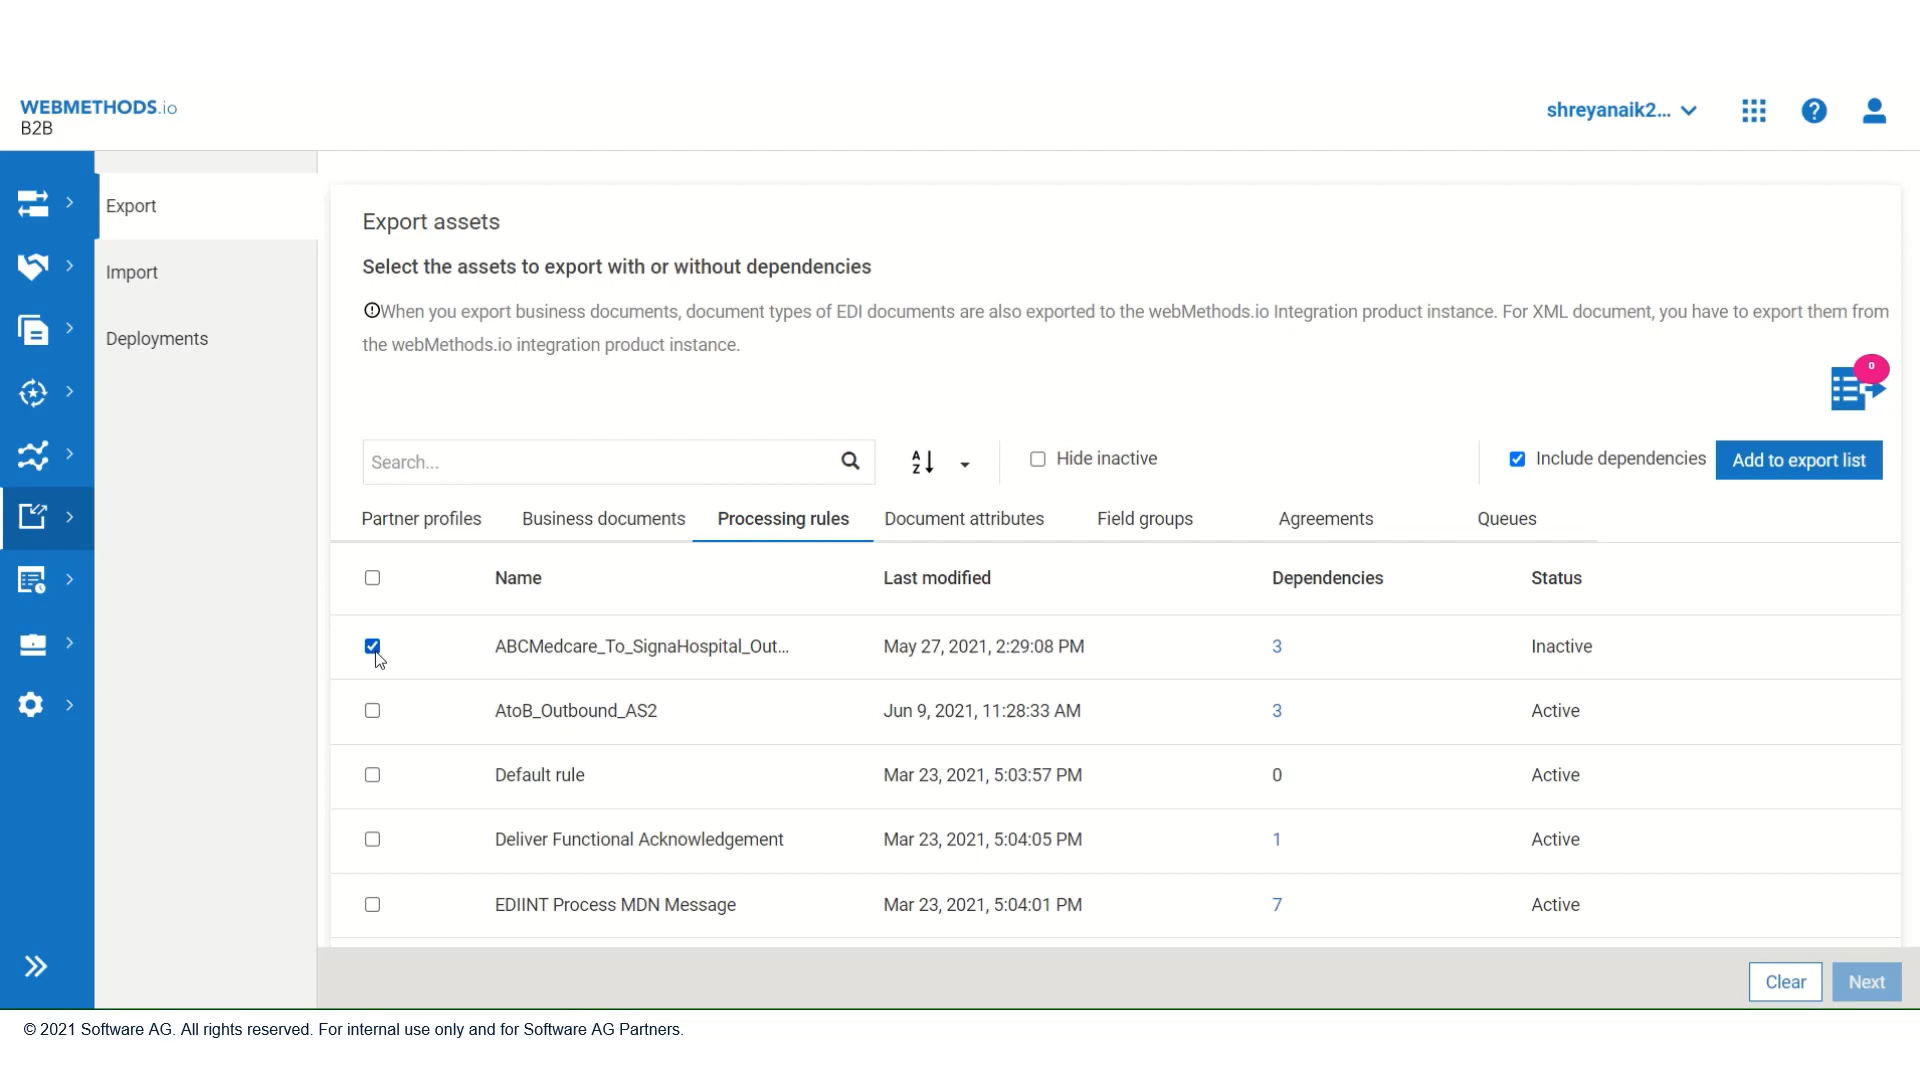 WEBMETHODS.io
B2B
shreyanaik2...
Export
Import
Deployments
Export assets
Select the assets to export with or without dependencies
When you export business documents, document types of EDI documents are also exported to the webMethods.io Integration product instance. For XML document, you have to export them from
the webMethods.io integration product instance.
0
Search...
A
Z
Hide inactive
Include dependencies
Add to export list
Partner profiles
Business documents
Processing rules
Document attributes
Field groups
Agreements
Queues
Name Last modified Dependencies Status
ABCMedcare_To_SignaHospital_Out... May 27, 2021, 2:29:08 PM 3 Inactive
AtoB_Outbound_AS2 Jun 9, 2021, 11:28:33 AM 3 Active
Default rule Mar 23, 2021, 5:03:57 PM 0 Active
Deliver Functional Acknowledgement Mar 23, 2021, 5:04:05 PM 1 Active
EDIINT Process MDN Message Mar 23, 2021, 5:04:01 PM 7 Active
Clear
Next
© 2021 Software AG. All rights reserved. For internal use only and for Software AG Partners.